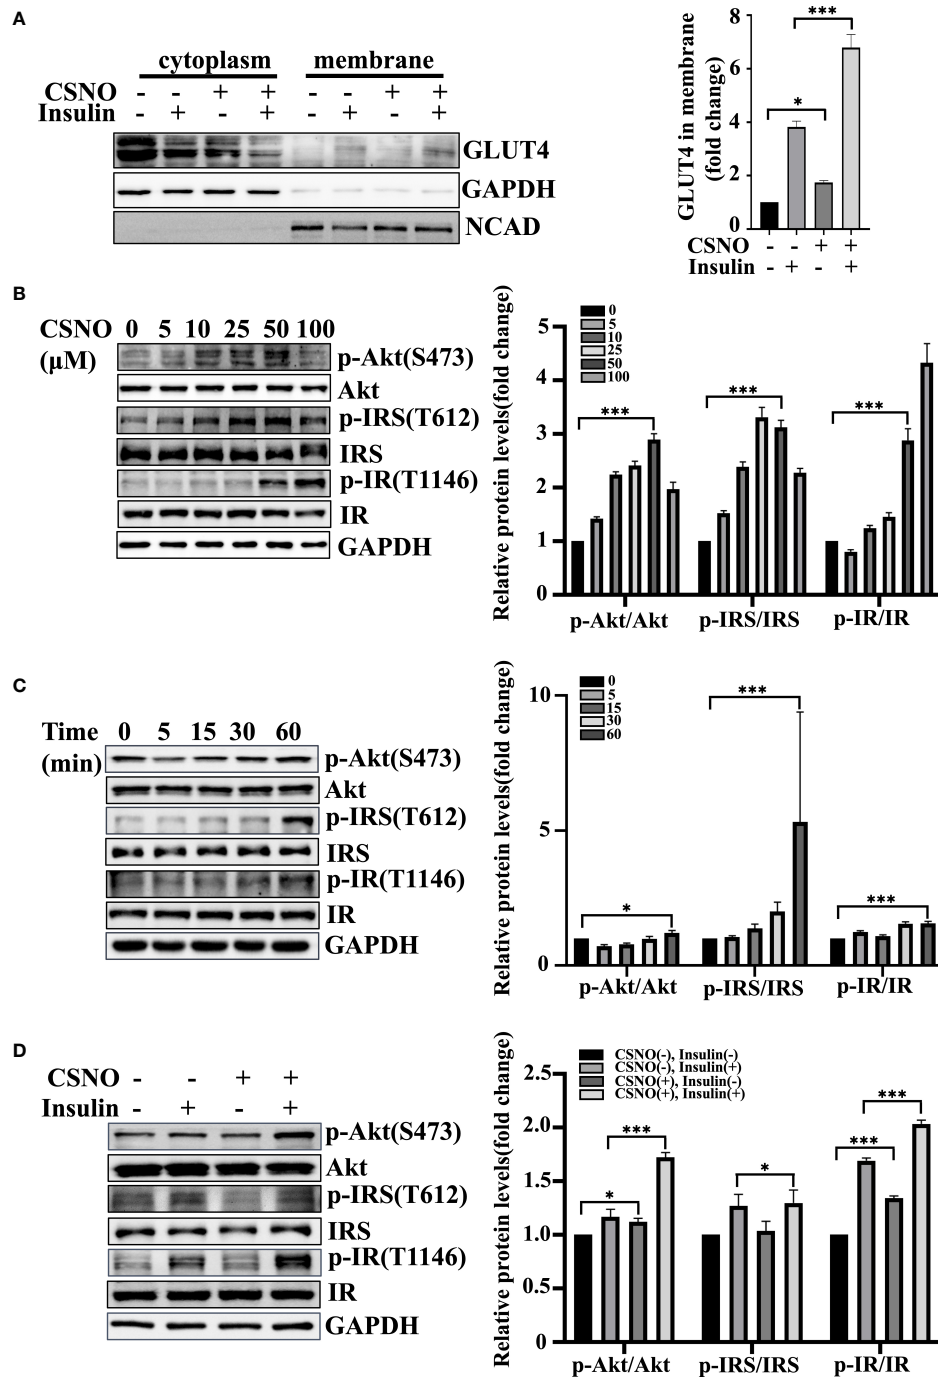 A
cytoplasm membrane
CSNO - - + + - - + +
Insulin - + - + - + - +
GLUT4
GAPDH
NCAD
GLUT4 in membrane
(fold change)
8
6
4
2
0
*
***
CSNO - - + +
Insulin - + - +
B
CSNO 0 5 10 25 50 100
(μM)
p-Akt(S473)
Akt
p-IRS(T612)
IRS
p-IR(T1146)
IR
GAPDH
Relative protein levels(fold change)
5
4
3
2
1
0
0
5
10
25
50
100
*** *** ***
p-Akt/Akt p-IRS/IRS p-IR/IR
C
Time 0 5 15 30 60
(min)
p-Akt(S473)
Akt
p-IRS(T612)
IRS
p-IR(T1146)
IR
GAPDH
Relative protein levels(fold change)
10
5
0
0
5
15
30
60
* *** ***
p-Akt/Akt p-IRS/IRS p-IR/IR
D
CSNO - - + +
Insulin - + - +
p-Akt(S473)
Akt
p-IRS(T612)
IRS
p-IR(T1146)
IR
GAPDH
Relative protein levels(fold change)
2.5
2.0
1.5
1.0
0.5
0
CSNO(-), Insulin(-)
CSNO(-), Insulin(+)
CSNO(+), Insulin(-)
CSNO(+), Insulin(+)
* *** * *** ***
p-Akt/Akt p-IRS/IRS p-IR/IR